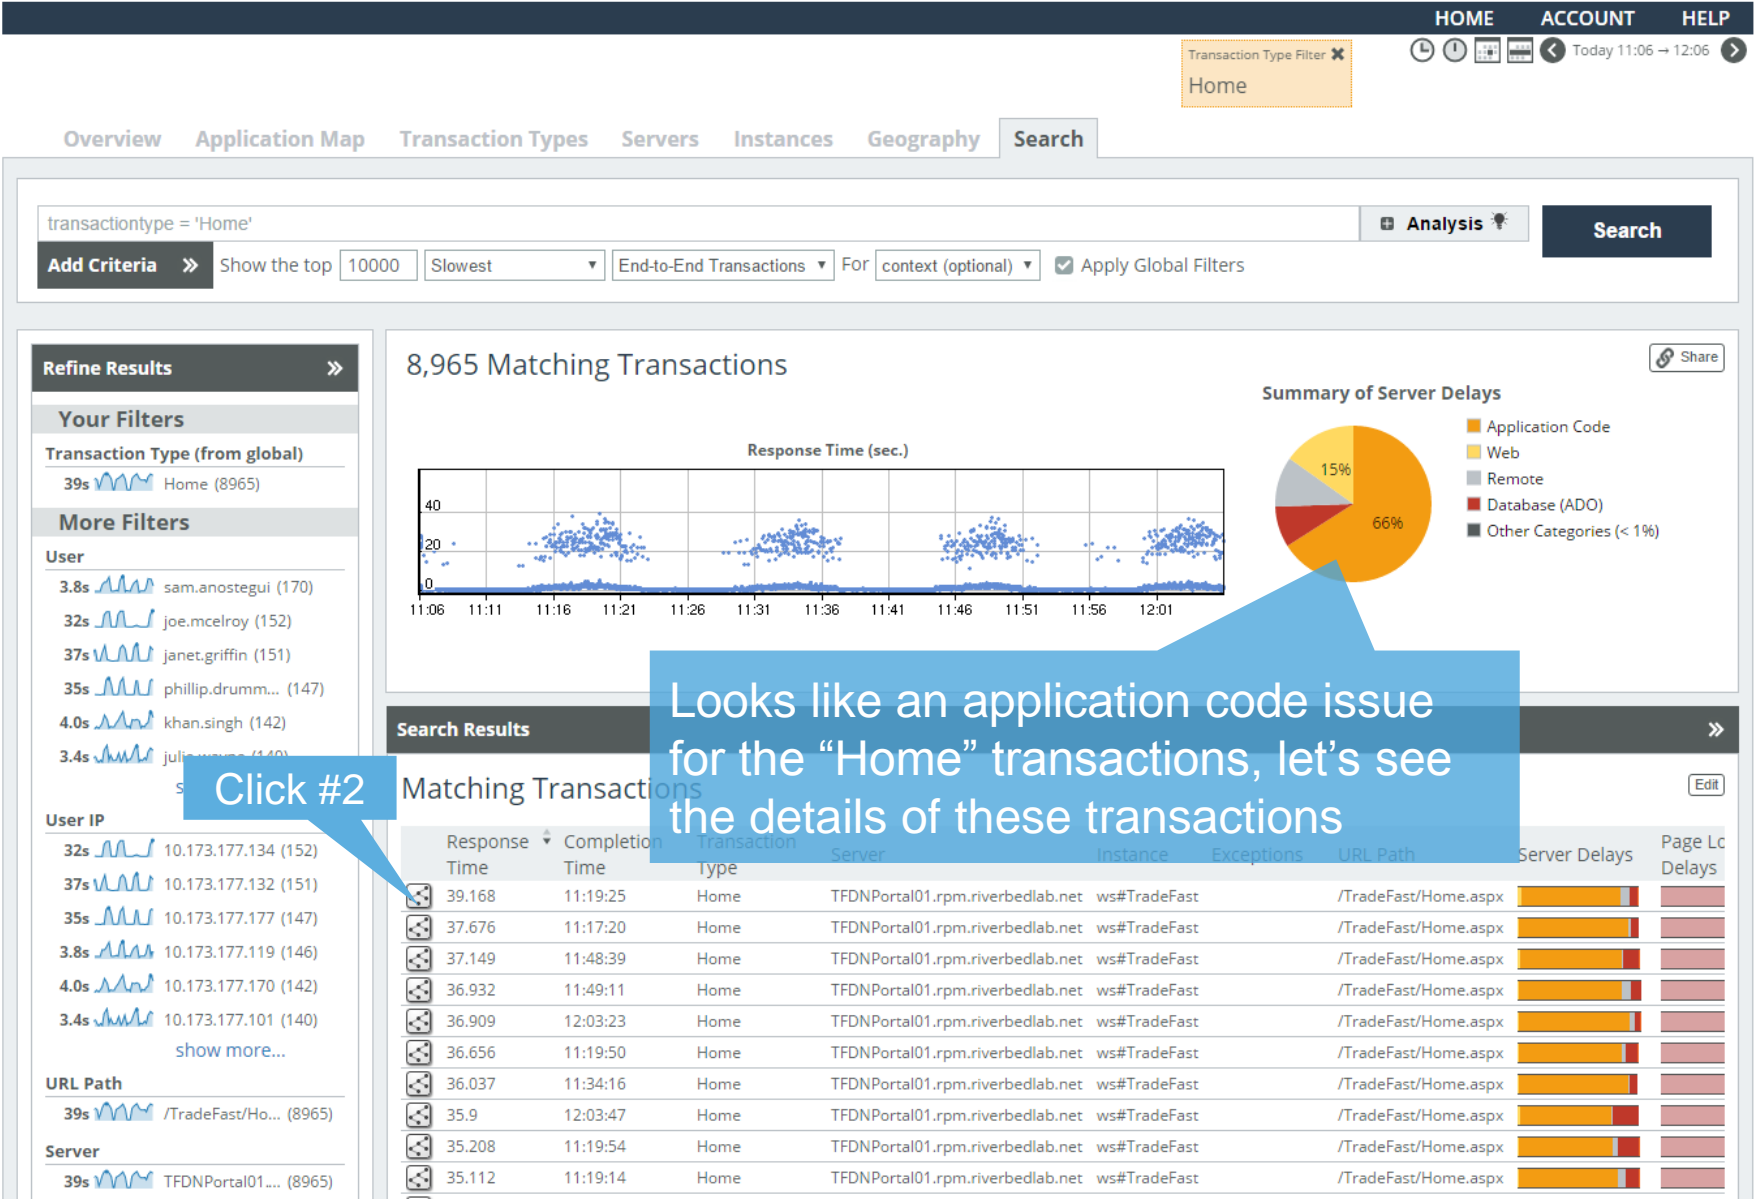 HOME ACCOUNT HELP
Transaction Type Filter ✖
Home
Today 11:06 → 12:06
Overview Application Map Transaction Types Servers Instances Geography Search
transactiontype = 'Home'
Analysis
Search
Add Criteria » Show the top 10000 Slowest End-to-End Transactions For context (optional) Apply Global Filters
Refine Results »
Your Filters
Transaction Type (from global)
39s Home (8965)
More Filters
User
3.8s sam.anostegui (170)
32s joe.mcelroy (152)
37s janet.griffin (151)
35s phillip.drumm... (147)
4.0s khan.singh (142)
3.4s
User IP
32s 10.173.177.134 (152)
37s 10.173.177.132 (151)
35s 10.173.177.177 (147)
3.8s 10.173.177.119 (146)
4.0s 10.173.177.170 (142)
3.4s 10.173.177.101 (140)
show more...
URL Path
39s /TradeFast/Ho... (8965)
Server
39s TFDNPortal01.... (8965)
8,965 Matching Transactions
Share
Response Time (sec.)
40
20
0
11:06 11:11 11:16 11:21 11:26 11:31 11:36 11:41 11:46 11:51 11:56 12:01
Summary of Server Delays
15%
66%
Application Code
Web
Remote
Database (ADO)
Other Categories (< 1%)
Looks like an application code issue
for the “Home” transactions, let’s see
the details of these transactions
Click #2
Search Results »
Matching Transactions
Edit
Response Time Completion Time Transaction Type Server Instance Exceptions URL Path Server Delays Page Lo Delays
39.168 11:19:25 Home TFDNPortal01.rpm.riverbedlab.net ws#TradeFast /TradeFast/Home.aspx
37.676 11:17:20 Home TFDNPortal01.rpm.riverbedlab.net ws#TradeFast /TradeFast/Home.aspx
37.149 11:48:39 Home TFDNPortal01.rpm.riverbedlab.net ws#TradeFast /TradeFast/Home.aspx
36.932 11:49:11 Home TFDNPortal01.rpm.riverbedlab.net ws#TradeFast /TradeFast/Home.aspx
36.909 12:03:23 Home TFDNPortal01.rpm.riverbedlab.net ws#TradeFast /TradeFast/Home.aspx
36.656 11:19:50 Home TFDNPortal01.rpm.riverbedlab.net ws#TradeFast /TradeFast/Home.aspx
36.037 11:34:16 Home TFDNPortal01.rpm.riverbedlab.net ws#TradeFast /TradeFast/Home.aspx
35.9 12:03:47 Home TFDNPortal01.rpm.riverbedlab.net ws#TradeFast /TradeFast/Home.aspx
35.208 11:19:54 Home TFDNPortal01.rpm.riverbedlab.net ws#TradeFast /TradeFast/Home.aspx
35.112 11:19:14 Home TFDNPortal01.rpm.riverbedlab.net ws#TradeFast /TradeFast/Home.aspx